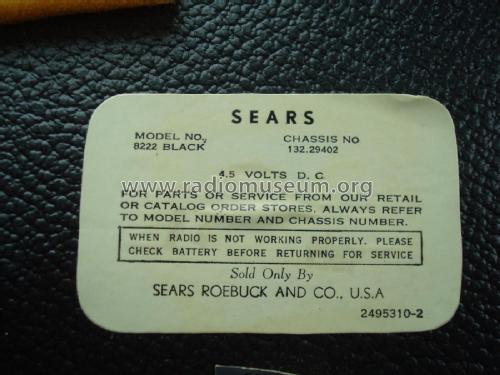 SEARS
MODEL NO., CHASSIS NO
8222 BLACK 132.29402
4.5 VOLTS D.C.
www.radiomuseum.org
FOR PARTS OR SERVICE FROM OUR RETAIL
OR CATALOG ORDER STORES, ALWAYS REFER
TO MODEL NUMBER AND CHASSIS NUMBER.
WHEN RADIO IS NOT WORKING PROPERLY. PLEASE
CHECK BATTERY BEFORE RETURNING FOR SERVICE
Sold Only By
SEARS ROEBUCK AND CO., U.S.A
2495310-2